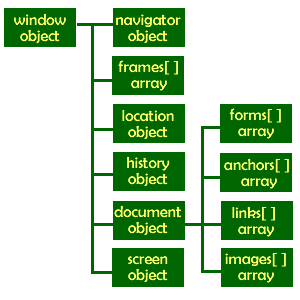 window
object
navigator
object
frames[ ]
array
location
object
history
object
document
object
screen
object
forms[ ]
array
anchors[ ]
array
links[ ]
array
images[ ]
array